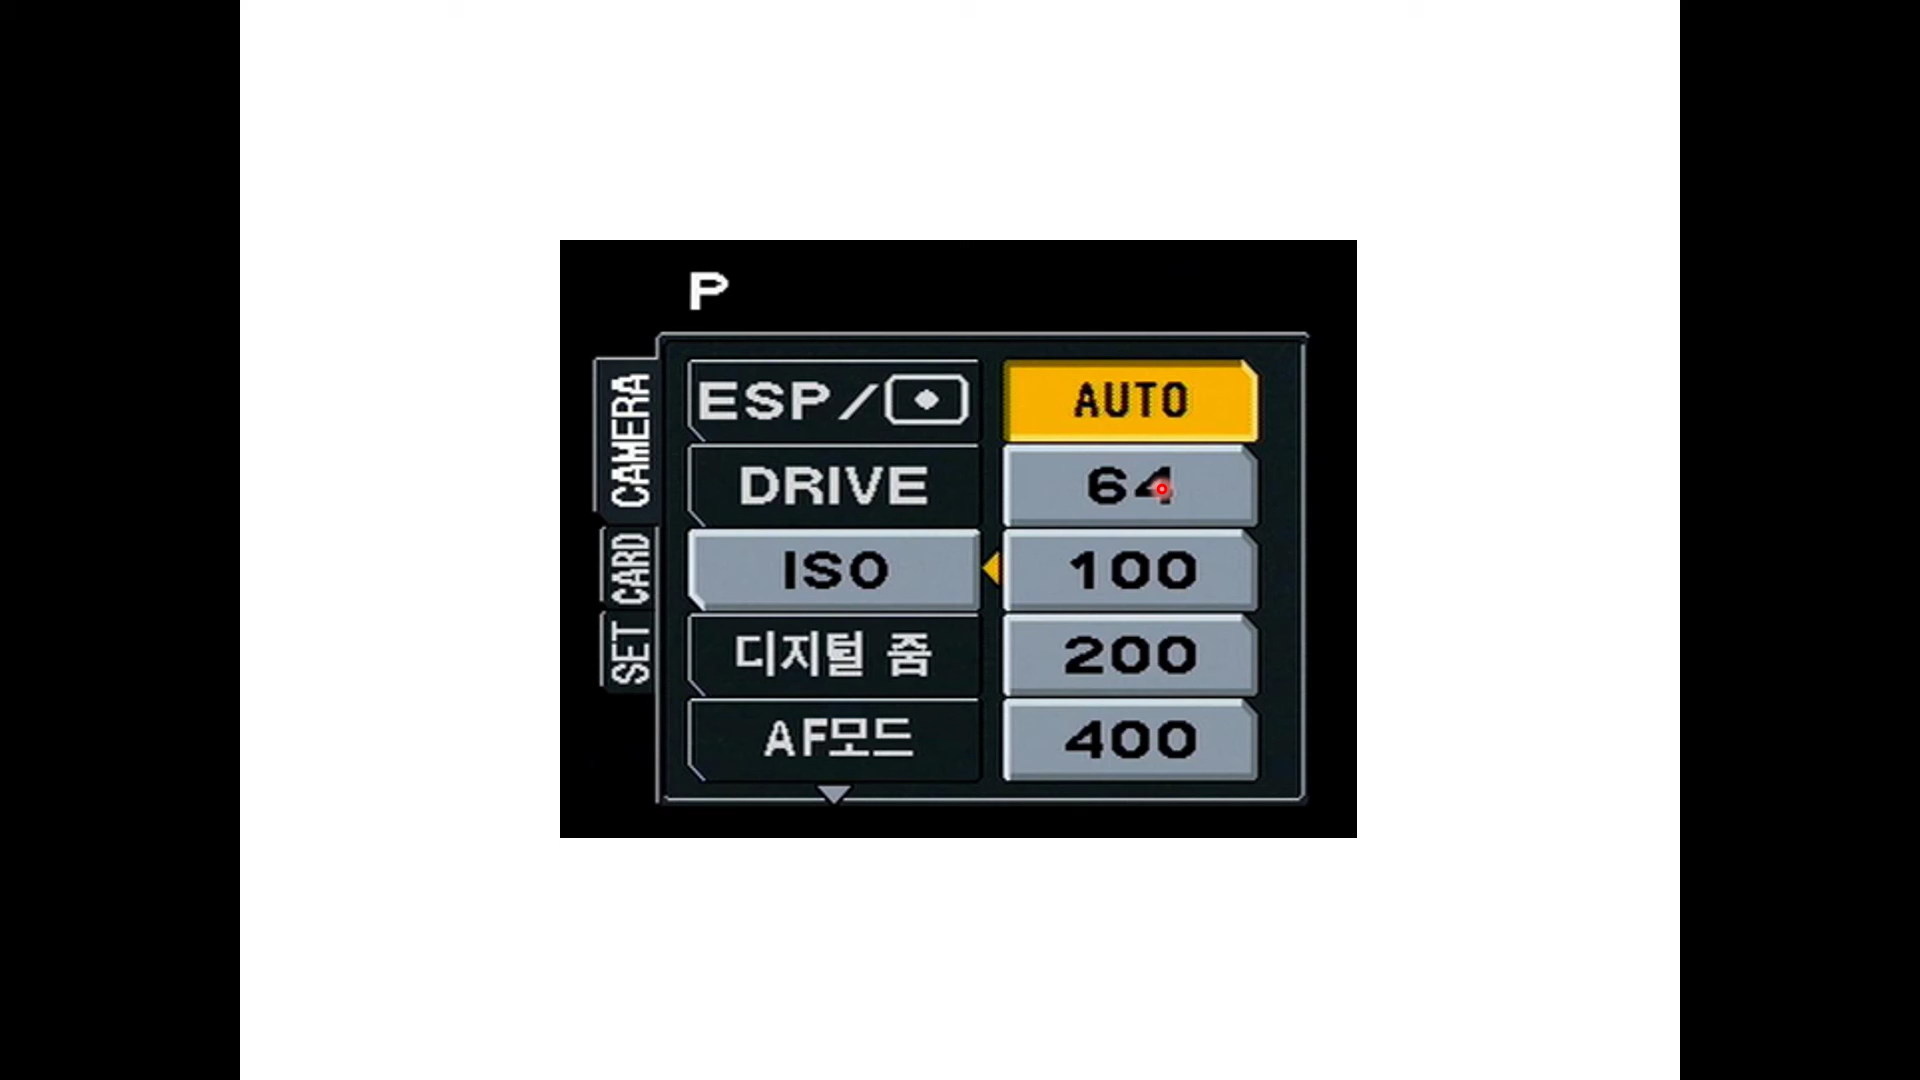 P
CAMERA
CARD
SET
ESP/
DRIVE
ISO
디지털 줌
AF모드
AUTO
64
100
200
400